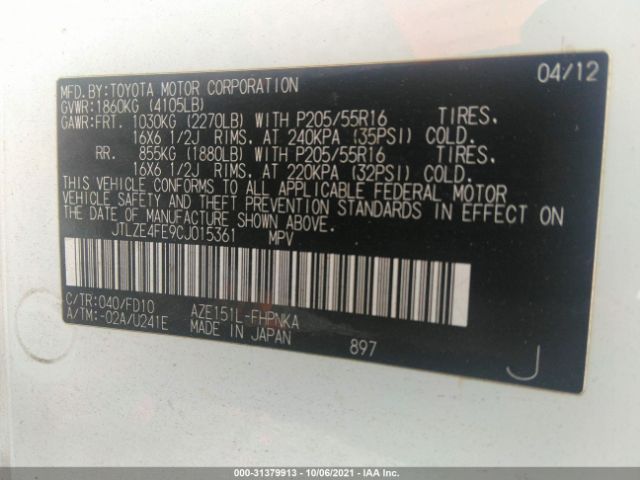 MFD.BY:TOYOTA MOTOR CORPORATION 04/12
GVWR:1860KG (4105LB)
GAWR:FRT. 1030KG (2270LB) WITH P205/55R16 TIRES.
16X6 1/2J RIMS. AT 240KPA (35PSI) COLD.
RR. 855KG (1880LB) WITH P205/55R16 TIRES.
16X6 1/2J RIMS. AT 220KPA (32PSI) COLD.
THIS VEHICLE CONFORMS TO ALL APPLICABLE FEDERAL MOTOR
VEHICLE SAFETY AND THEFT PREVENTION STANDARDS IN EFFECT ON
THE DATE OF MANUFACTURE SHOWN ABOVE.
JTLZE4FE9CJ015361 MPV
C/TR:040/FD10 AZE151L-FHPNKA
A/TM:-02A/U241E MADE IN JAPAN 897 J
000-31379913 - 10/06/2021 - IAA Inc.